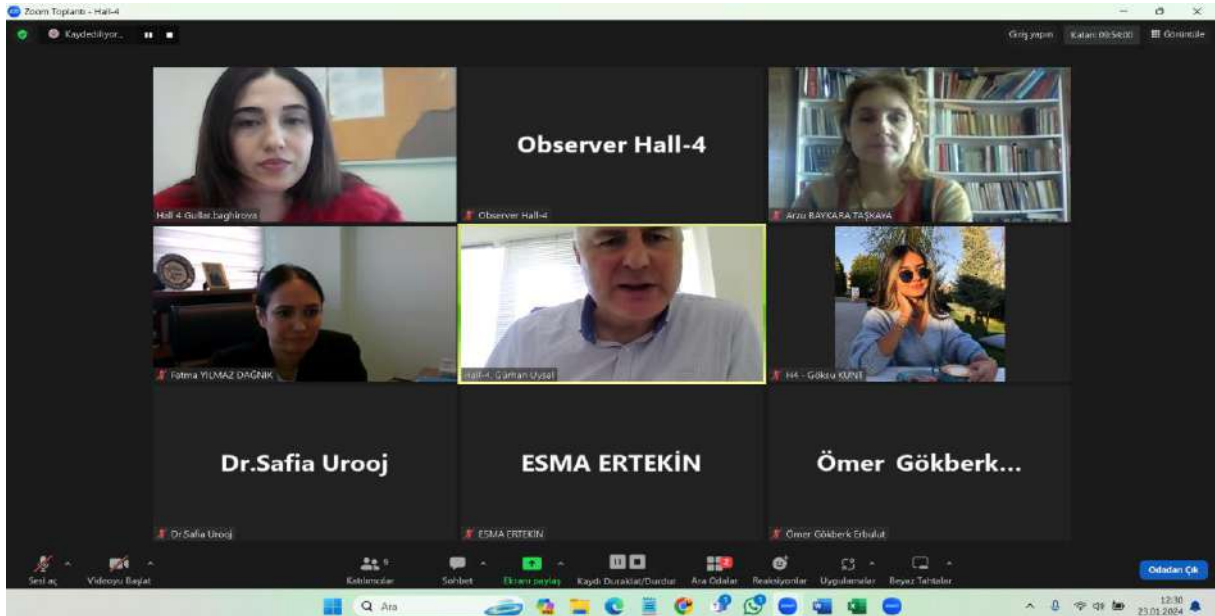 Zoom Toplantı - Hall-4
Kaydediliyor...
Giriş yapın
Kalan: 00:54:00
Görüntüle
Hall 4 Gullar.baghirova
Observer Hall-4
Observer Hall-4
Arzu BAYKARA TAŞKAYA
Fatma YILMAZ DAĞNIK
Hall-4, Gürhan Uysal
H4 - Göksu KUNT
Dr.Safia Urooj
Dr.Safia Urooj
ESMA ERTEKİN
ESMA ERTEKİN
Ömer Gökberk...
Ömer Gökberk Erbulut
Sesi aç
Videoyu Başlat
9
Katılımcılar
Sohbet
Ekranı paylaş
Kaydı Duraklat/Durdur
2
Ara Odalar
Reaksiyonlar
Uygulamalar
Beyaz Tahtalar
Odadan Çık
Ara
12:30
23.01.2024